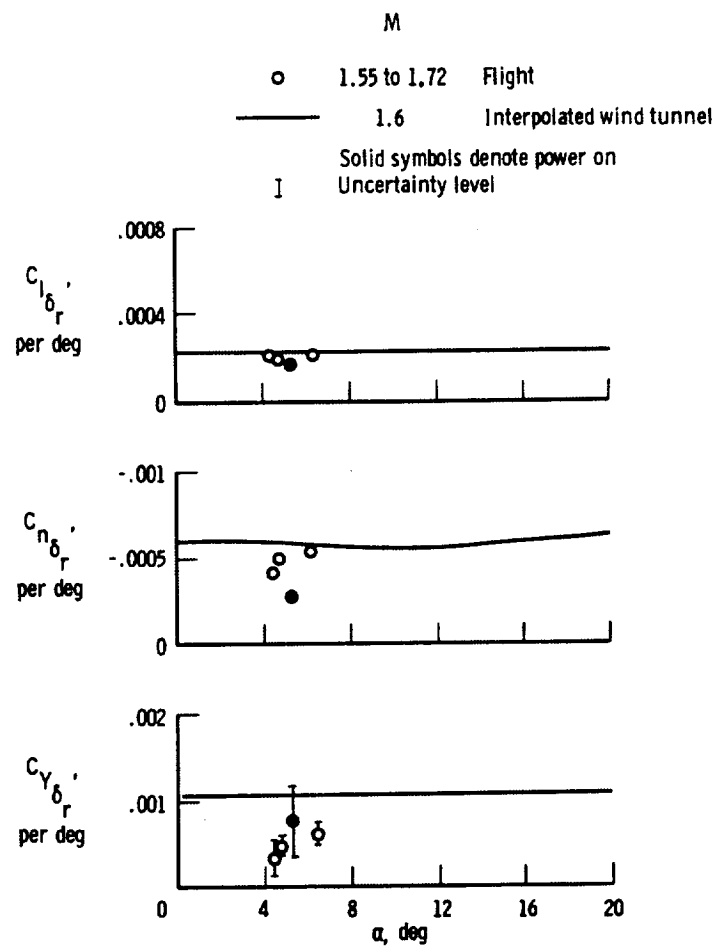 M
1.55 to 1.72 Flight
1.6 Interpolated wind tunnel
Solid symbols denote power on
Uncertainty level
.0008
C_{l_{δ_r}},
per deg
.0004
0
-.001
C_{n_{δ_r}},
per deg
-.0005
0
.002
C_{Y_{δ_r}},
per deg
.001
0 4 8 12 16 20
α, deg